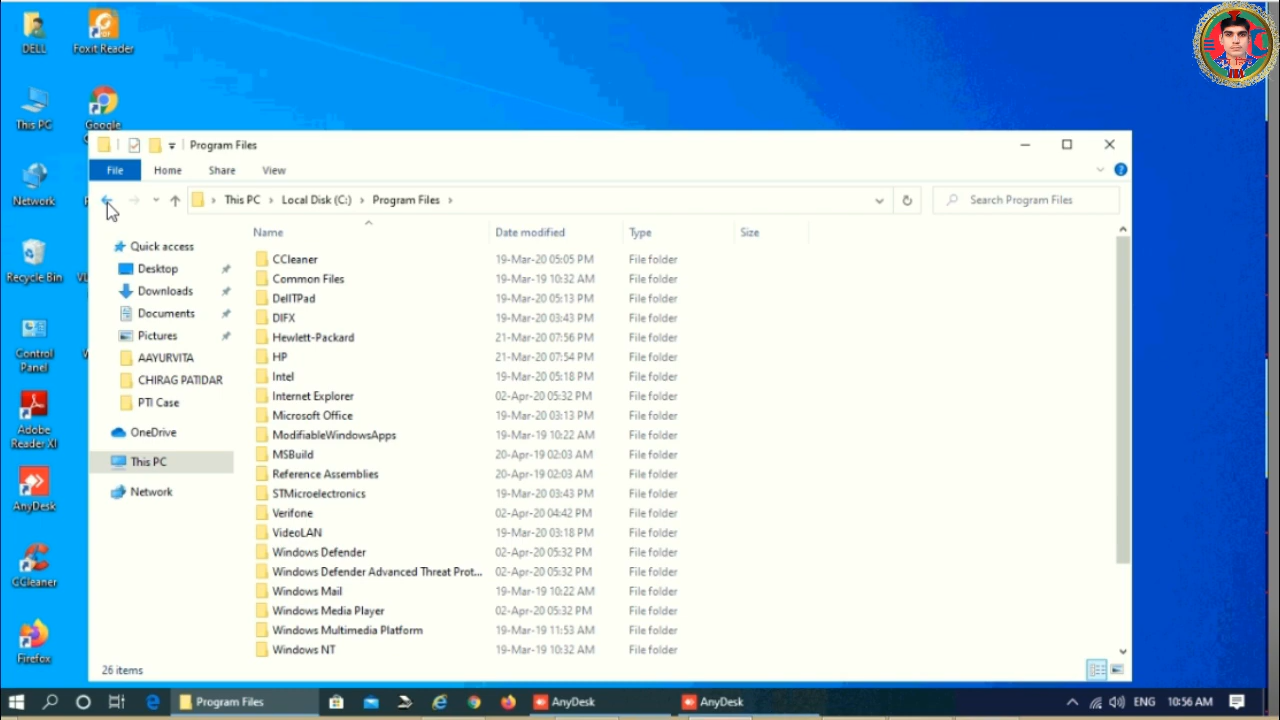 DELL
Foxit Reader
This PC
Google
Network
Recycle Bin
Control
Panel
Adobe
Reader XI
AnyDesk
CCleaner
Firefox
Program Files
File Home Share View
This PC › Local Disk (C:) › Program Files ›
Search Program Files
Quick access
Desktop
Downloads
Documents
Pictures
AAYURVITA
CHIRAG PATIDAR
PTI Case
OneDrive
This PC
Network
Name Date modified Type Size
CCleaner 19-Mar-20 05:05 PM File folder
Common Files 19-Mar-19 10:32 AM File folder
DellTPad 19-Mar-20 05:13 PM File folder
DIFX 19-Mar-20 03:43 PM File folder
Hewlett-Packard 21-Mar-20 07:56 PM File folder
HP 21-Mar-20 07:54 PM File folder
Intel 19-Mar-20 05:18 PM File folder
Internet Explorer 02-Apr-20 05:32 PM File folder
Microsoft Office 19-Mar-20 03:13 PM File folder
ModifiableWindowsApps 19-Mar-19 10:22 AM File folder
MSBuild 20-Apr-19 02:03 AM File folder
Reference Assemblies 20-Apr-19 02:03 AM File folder
STMicroelectronics 19-Mar-20 03:43 PM File folder
Verifone 02-Apr-20 04:42 PM File folder
VideoLAN 19-Mar-20 03:18 PM File folder
Windows Defender 02-Apr-20 05:32 PM File folder
Windows Defender Advanced Threat Prot... 02-Apr-20 05:32 PM File folder
Windows Mail 19-Mar-19 10:22 AM File folder
Windows Media Player 02-Apr-20 05:32 PM File folder
Windows Multimedia Platform 19-Mar-19 11:53 AM File folder
Windows NT 19-Mar-19 10:32 AM File folder
26 items
Program Files AnyDesk AnyDesk ENG 10:56 AM